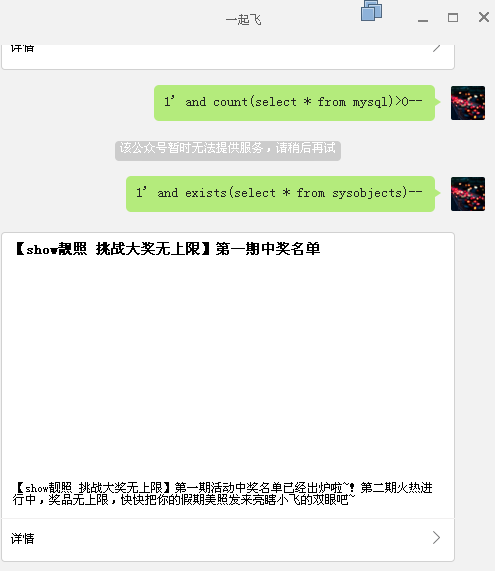 一起飞
详情
1' and count(select * from mysql)>0--
该公众号暂时无法提供服务，请稍后再试
1' and exists(select * from sysobjects)--
【show靓照 挑战大奖无上限】第一期中奖名单
【show靓照 挑战大奖无上限】第一期活动中奖名单已经出炉啦~！第二期火热进
行中，奖品无上限，快快把你的假期美照发来亮瞎小飞的双眼吧~
详情